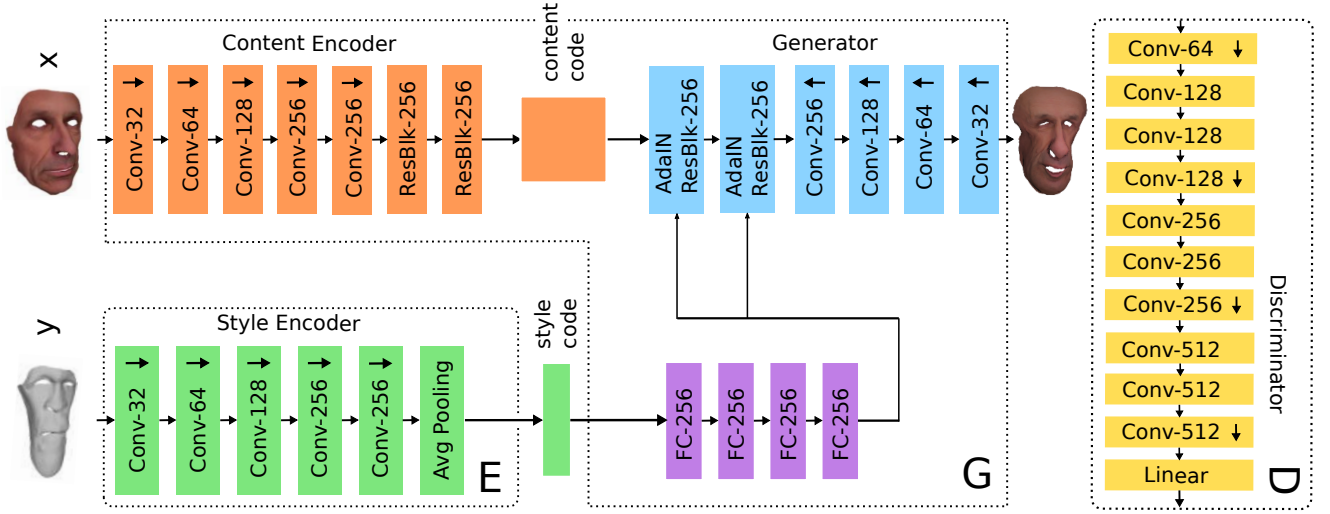 x
Content Encoder
Conv-32 ↓
Conv-64 ↓
Conv-128 ↓
Conv-256 ↓
Conv-256 ↓
ResBlk-256
ResBlk-256
content
code
Generator
AdaIN
ResBlk-256
AdaIN
ResBlk-256
Conv-256 ↑
Conv-128 ↑
Conv-64 ↑
Conv-32 ↑
y
Style Encoder
Conv-32 ↓
Conv-64 ↓
Conv-128 ↓
Conv-256 ↓
Conv-256 ↓
Avg Pooling
E
style
code
FC-256
FC-256
FC-256
FC-256
G
Conv-64 ↓
Conv-128
Conv-128
Conv-128 ↓
Conv-256
Conv-256
Conv-256 ↓
Conv-512
Conv-512
Conv-512 ↓
Linear
Discriminator
D